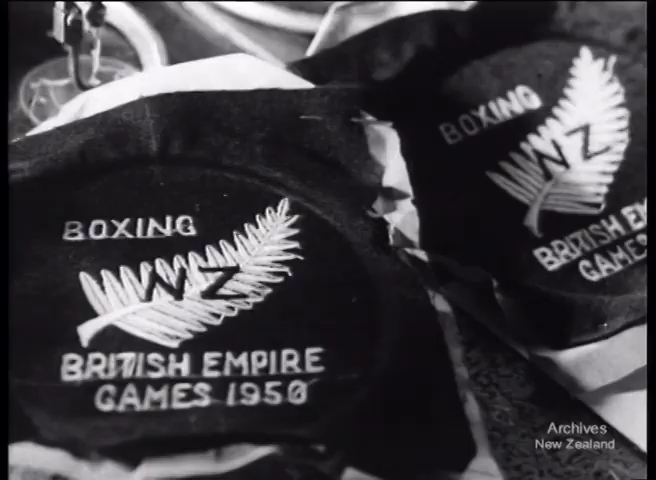 BOXING
NZ
BRITISH EMPIRE
GAMES 1950
BOXING
NZ
BRITISH
GAMES
Archives
New Zealand